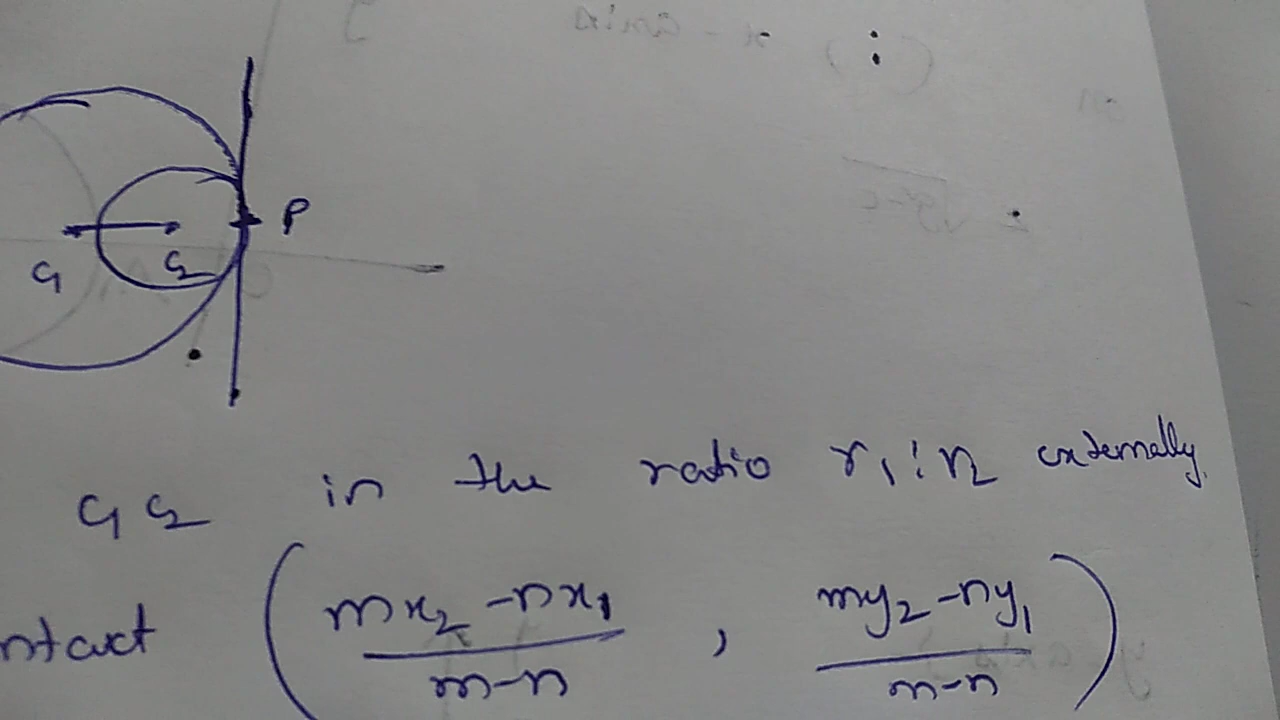 P
C1 C2
C1 C2 in the ratio r1 : r2 externally.
ntact ( mx2 - nx1 / m-n , my2 - ny1 / m-n )